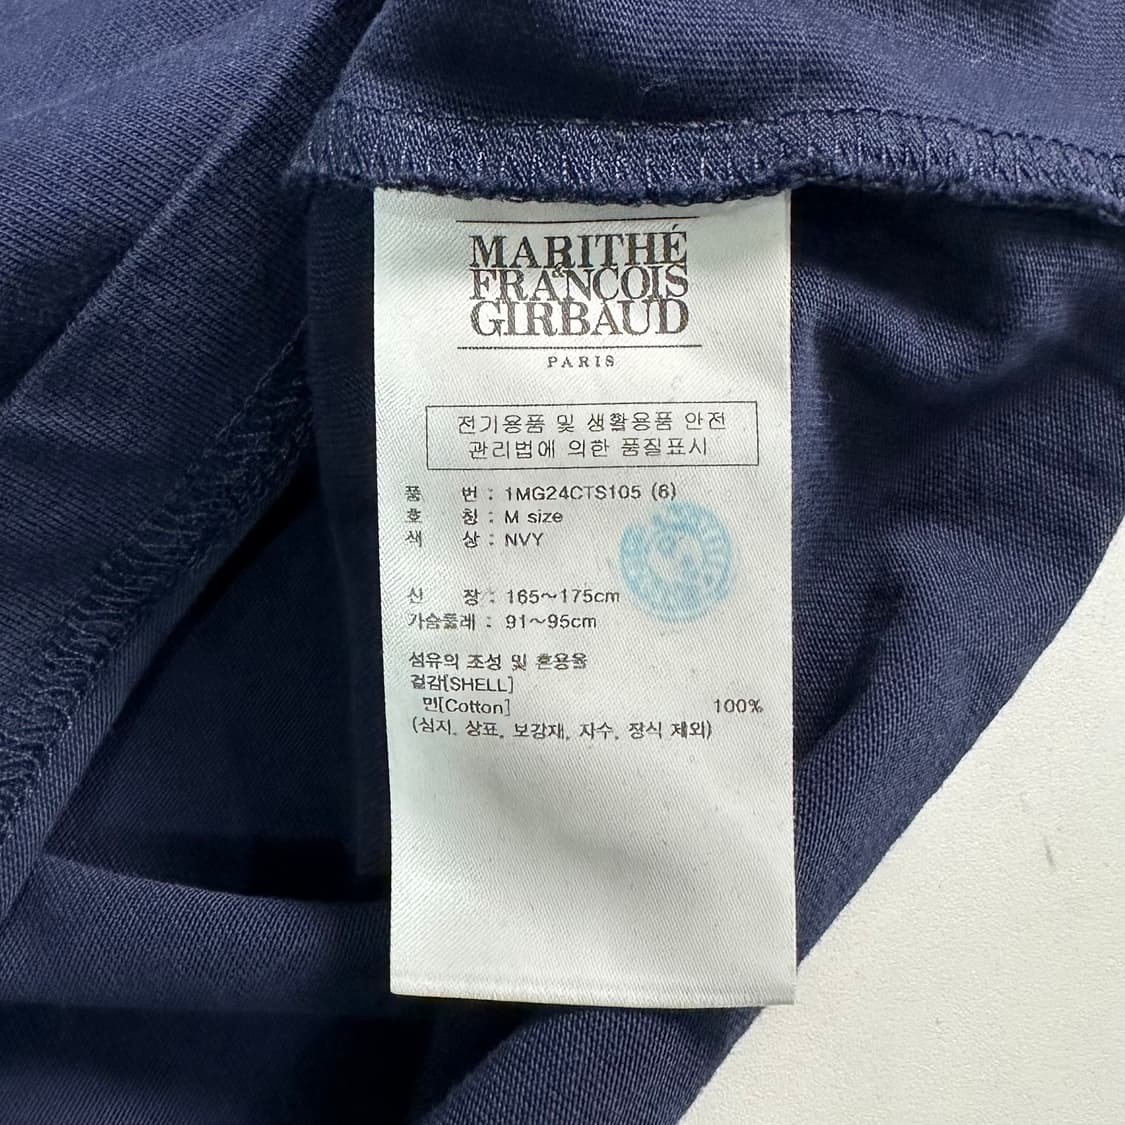 MARITHÉ
&
FRANÇOIS
GIRBAUD
PARIS
전기용품 및 생활용품 안전
관리법에 의한 품질표시
품 번 : 1MG24CTS105 (6)
호 칭 : M size
색 상 : NVY
신 장 : 165~175cm
가슴둘레 : 91~95cm
섬유의 조성 및 혼용율
겉감[SHELL]
면[Cotton] 100%
(심지, 상표, 보강재, 자수, 장식 제외)